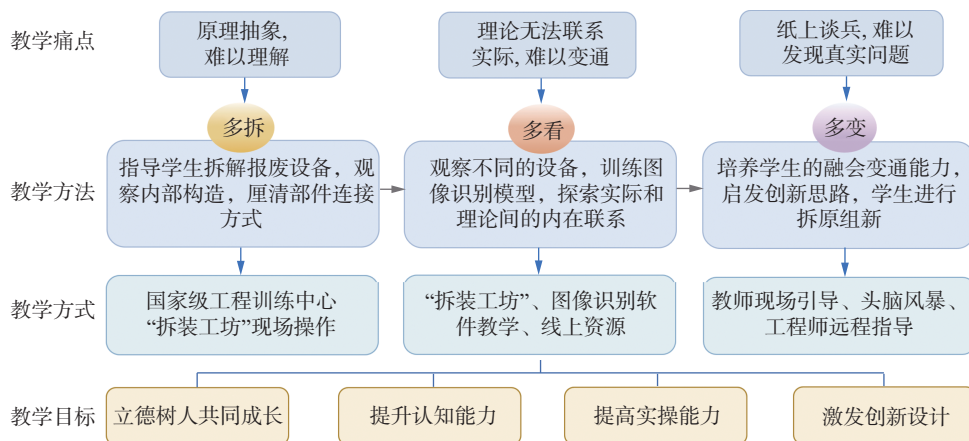 教学痛点
原理抽象,
难以理解
理论无法联系
实际, 难以变通
纸上谈兵, 难以
发现真实问题
多拆
多看
多变
教学方法
指导学生拆解报废设备，观
察内部构造，厘清部件连接
方式
观察不同的设备，训练图
像识别模型，探索实际和
理论间的内在联系
培养学生的融会变通能力，
启发创新思路，学生进行
拆原组新
教学方式
国家级工程训练中心
“拆装工坊”现场操作
“拆装工坊”、图像识别软
件教学、线上资源
教师现场引导、头脑风暴、
工程师远程指导
教学目标
立德树人共同成长
提升认知能力
提高实操能力
激发创新设计